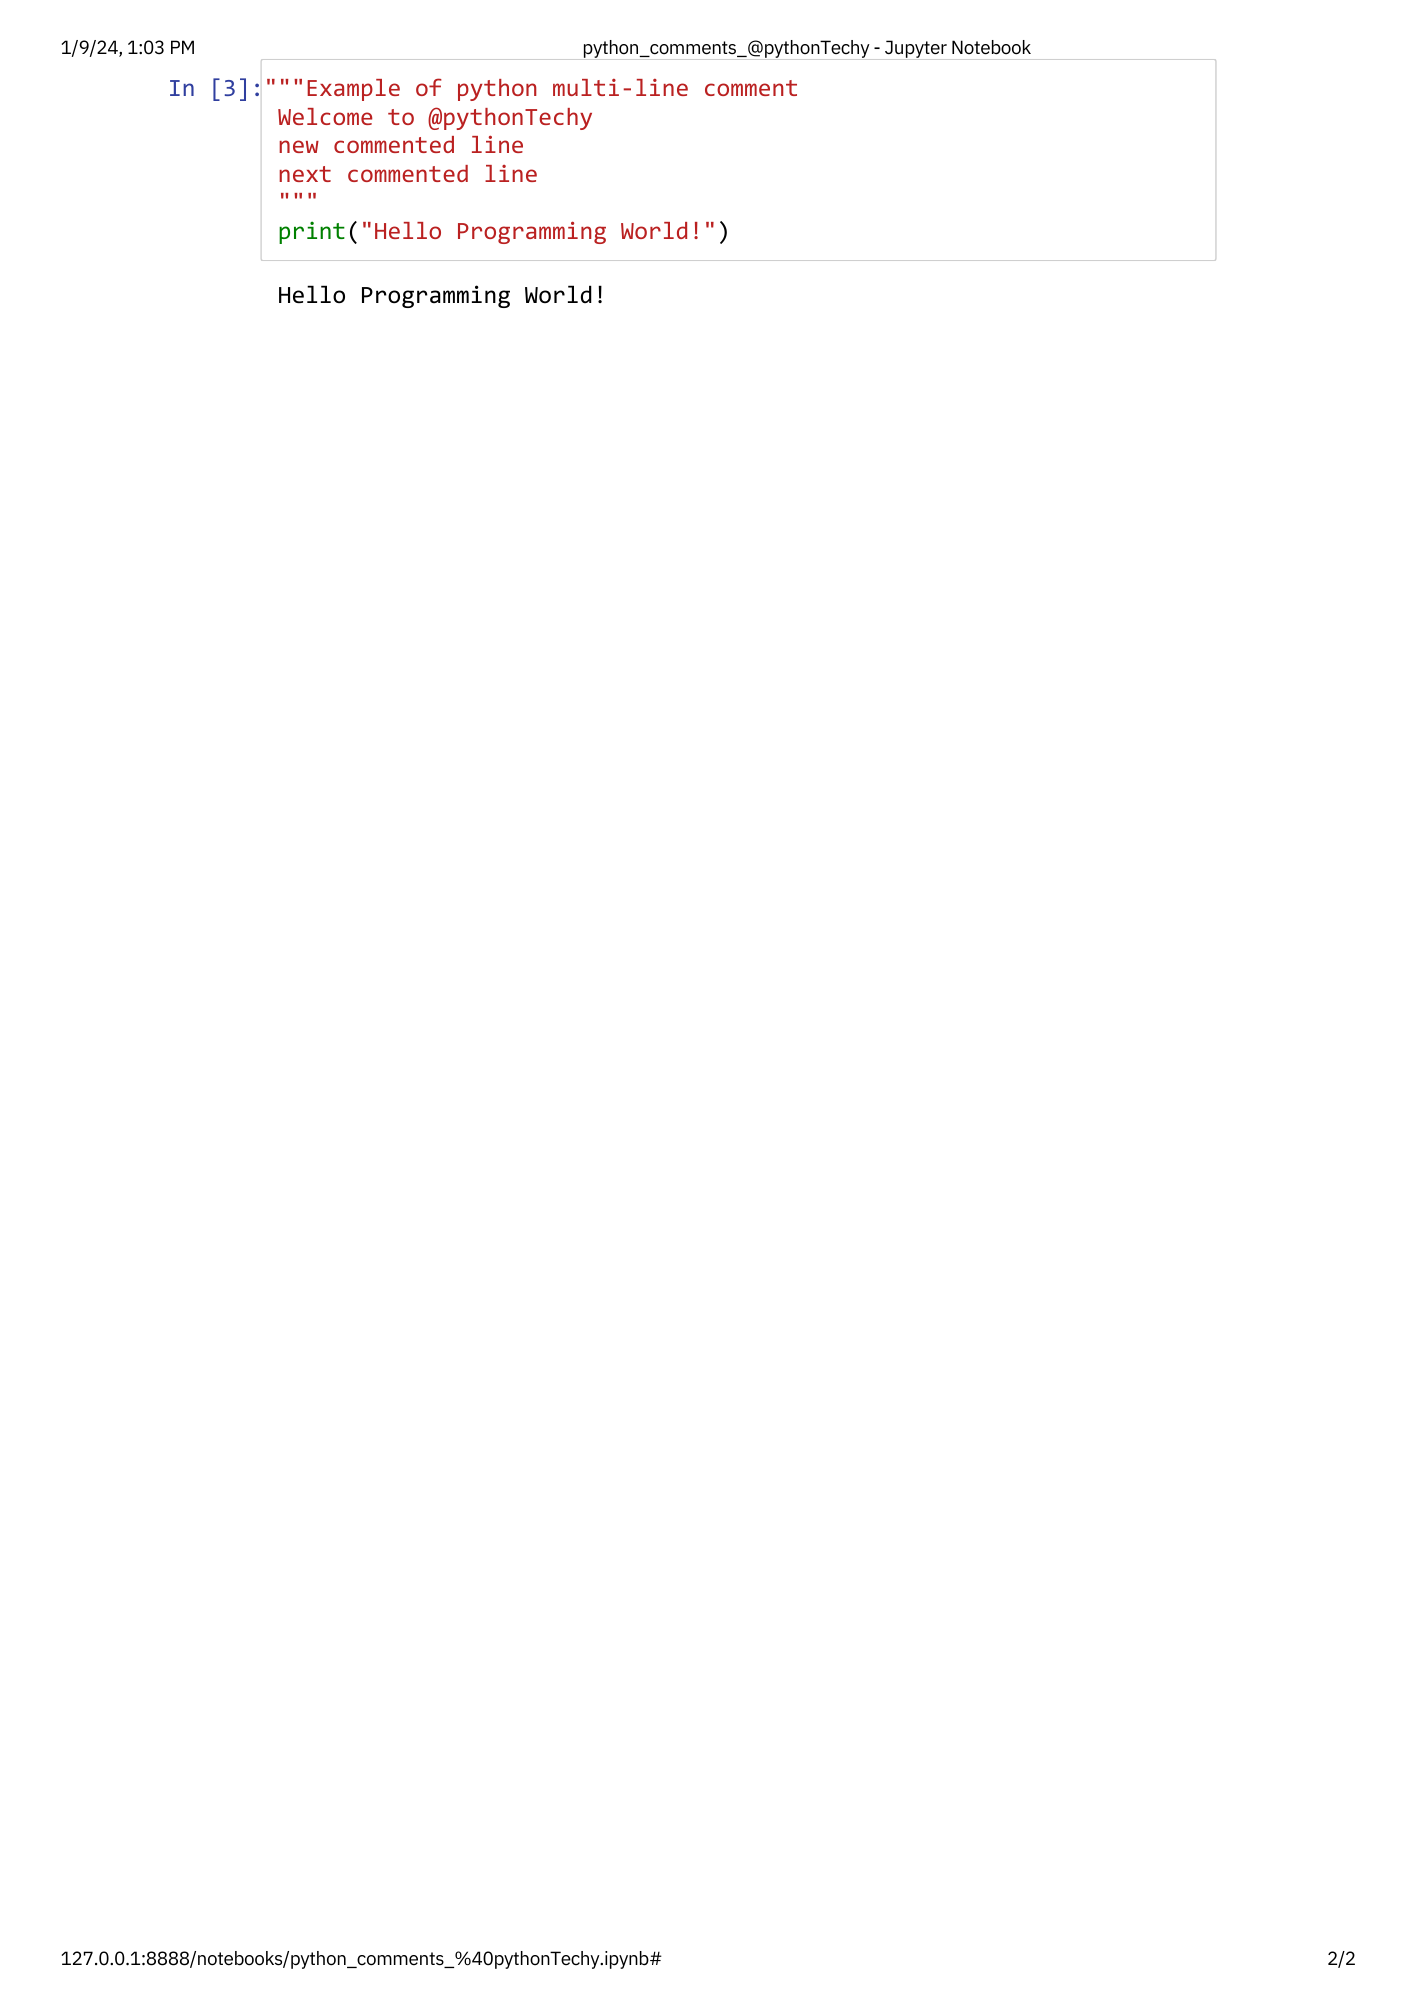 1/9/24, 1:03 PM python_comments_@pythonTechy - Jupyter Notebook
In [3]:"""Example of python multi-line comment
Welcome to @pythonTechy
new commented line
next commented line
"""
print("Hello Programming World!")
Hello Programming World!
127.0.0.1:8888/notebooks/python_comments_%40pythonTechy.ipynb# 2/2